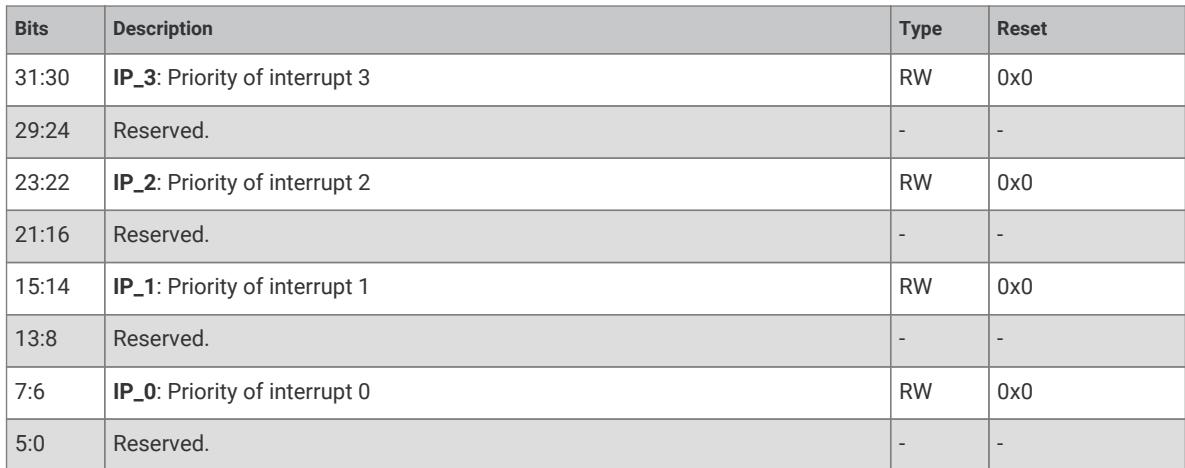 Bits Description Type Reset
31:30 IP_3: Priority of interrupt 3 RW 0x0
29:24 Reserved. - -
23:22 IP_2: Priority of interrupt 2 RW 0x0
21:16 Reserved. - -
15:14 IP_1: Priority of interrupt 1 RW 0x0
13:8 Reserved. - -
7:6 IP_0: Priority of interrupt 0 RW 0x0
5:0 Reserved. - -